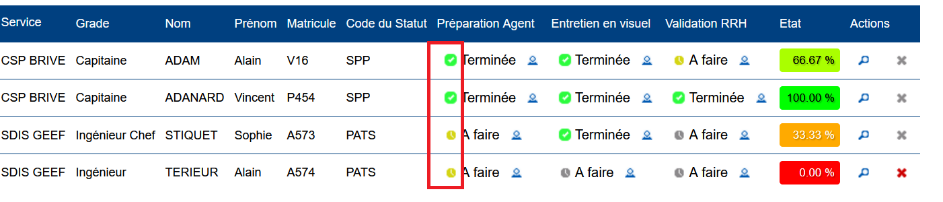 Service Grade Nom Prénom Matricule Code du Statut Préparation Agent Entretien en visuel Validation RRH Etat Actions
CSP BRIVE Capitaine ADAM Alain V16 SPP Terminée Terminée A faire 66.67 %
CSP BRIVE Capitaine ADANARD Vincent P454 SPP Terminée Terminée Terminée 100.00 %
SDIS GEEF Ingénieur Chef STIQUET Sophie A573 PATS A faire Terminée A faire 33.33 %
SDIS GEEF Ingénieur TERIEUR Alain A574 PATS A faire A faire A faire 0.00 %